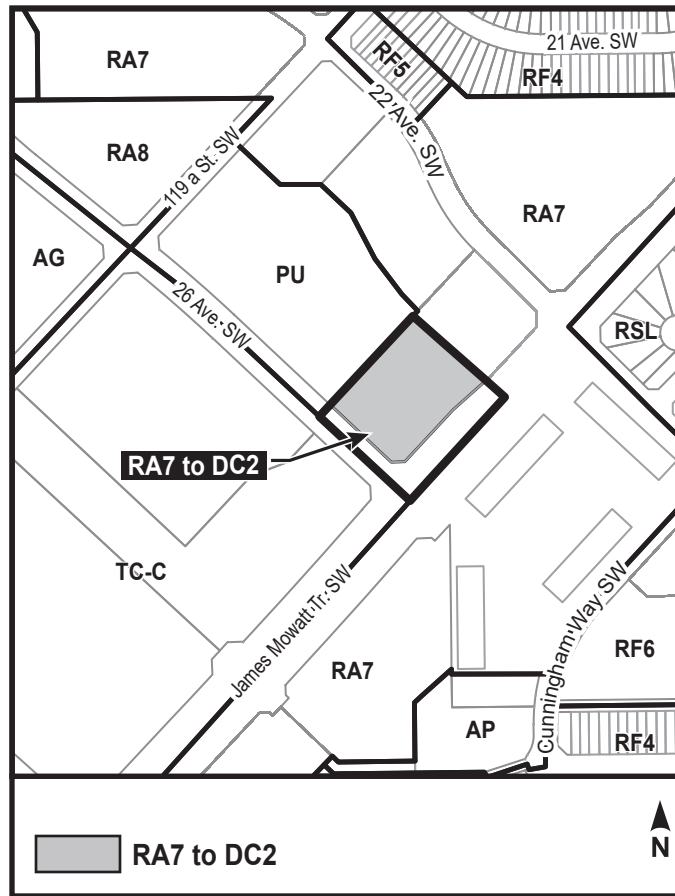 21 Ave. SW
RA7
RF5
RF4
22 Ave. SW
RA8
119 a St. SW
RA7
AG
PU
26 Ave. SW
RSL
RA7 to DC2
TC-C
James Mowatt Tr. SW
Cunningham Way SW
RF6
RA7
AP
RF4
RA7 to DC2
N